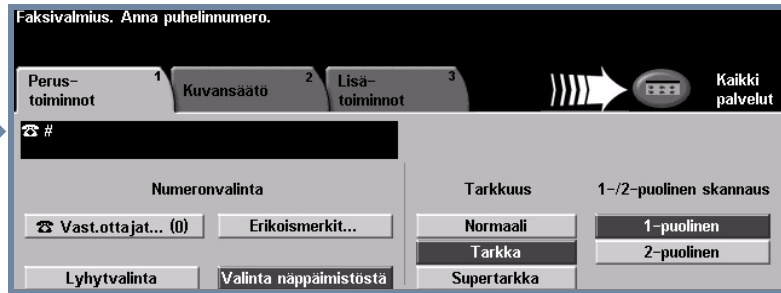 Faksivalmius. Anna puhelinnumero.
Perus-
toiminnot
1
Kuvansäätö
2
Lisä-
toiminnot
3
Kaikki
palvelut
☎ #
Numeronvalinta
Tarkkuus
1-/2-puolinen skannaus
☎ Vast.ottajat... (0)
Erikoismerkit...
Normaali
1-puolinen
Tarkka
2-puolinen
Lyhytvalinta
Valinta näppäimistöstä
Supertarkka